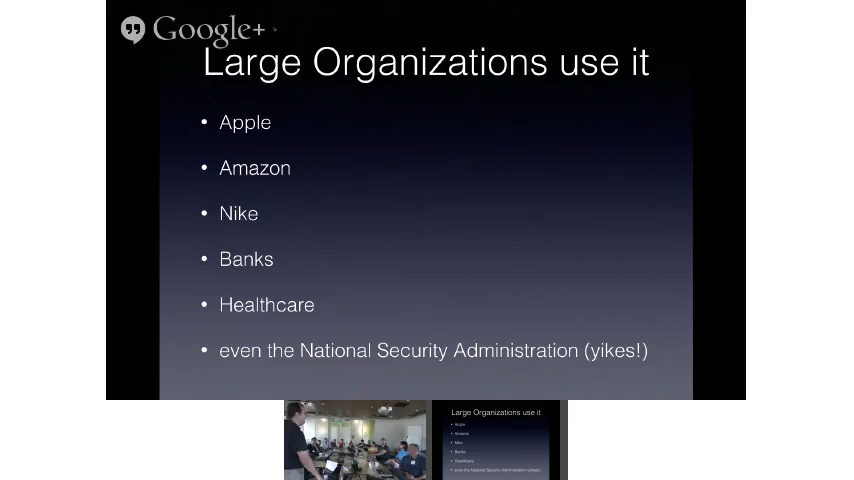 Google+
Large Organizations use it
• Apple
• Amazon
• Nike
• Banks
• Healthcare
• even the National Security Administration (yikes!)
Large Organizations use it
• Apple
• Amazon
• Nike
• Banks
• Healthcare
• even the National Security Administration (yikes!)